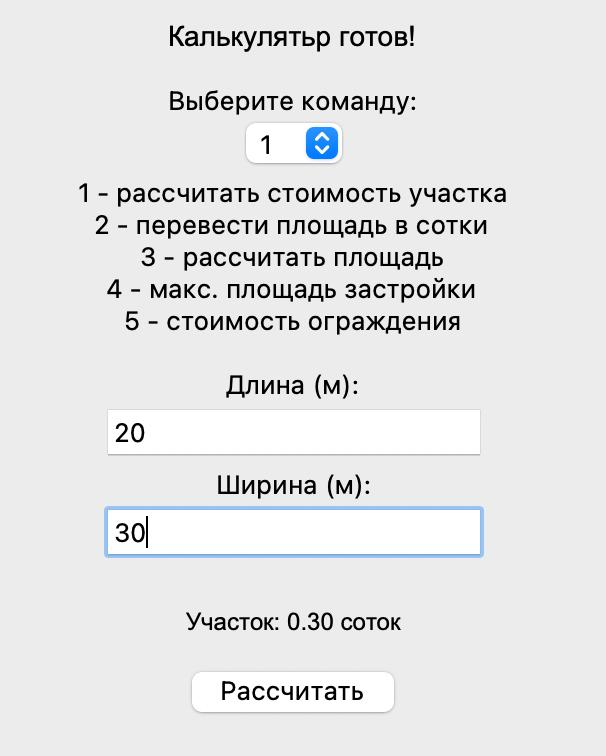 Калькулятьр готов!
Выберите команду:
1
1 - рассчитать стоимость участка
2 - перевести площадь в сотки
3 - рассчитать площадь
4 - макс. площадь застройки
5 - стоимость ограждения
Длина (м):
20
Ширина (м):
30
Участок: 0.30 соток
Рассчитать